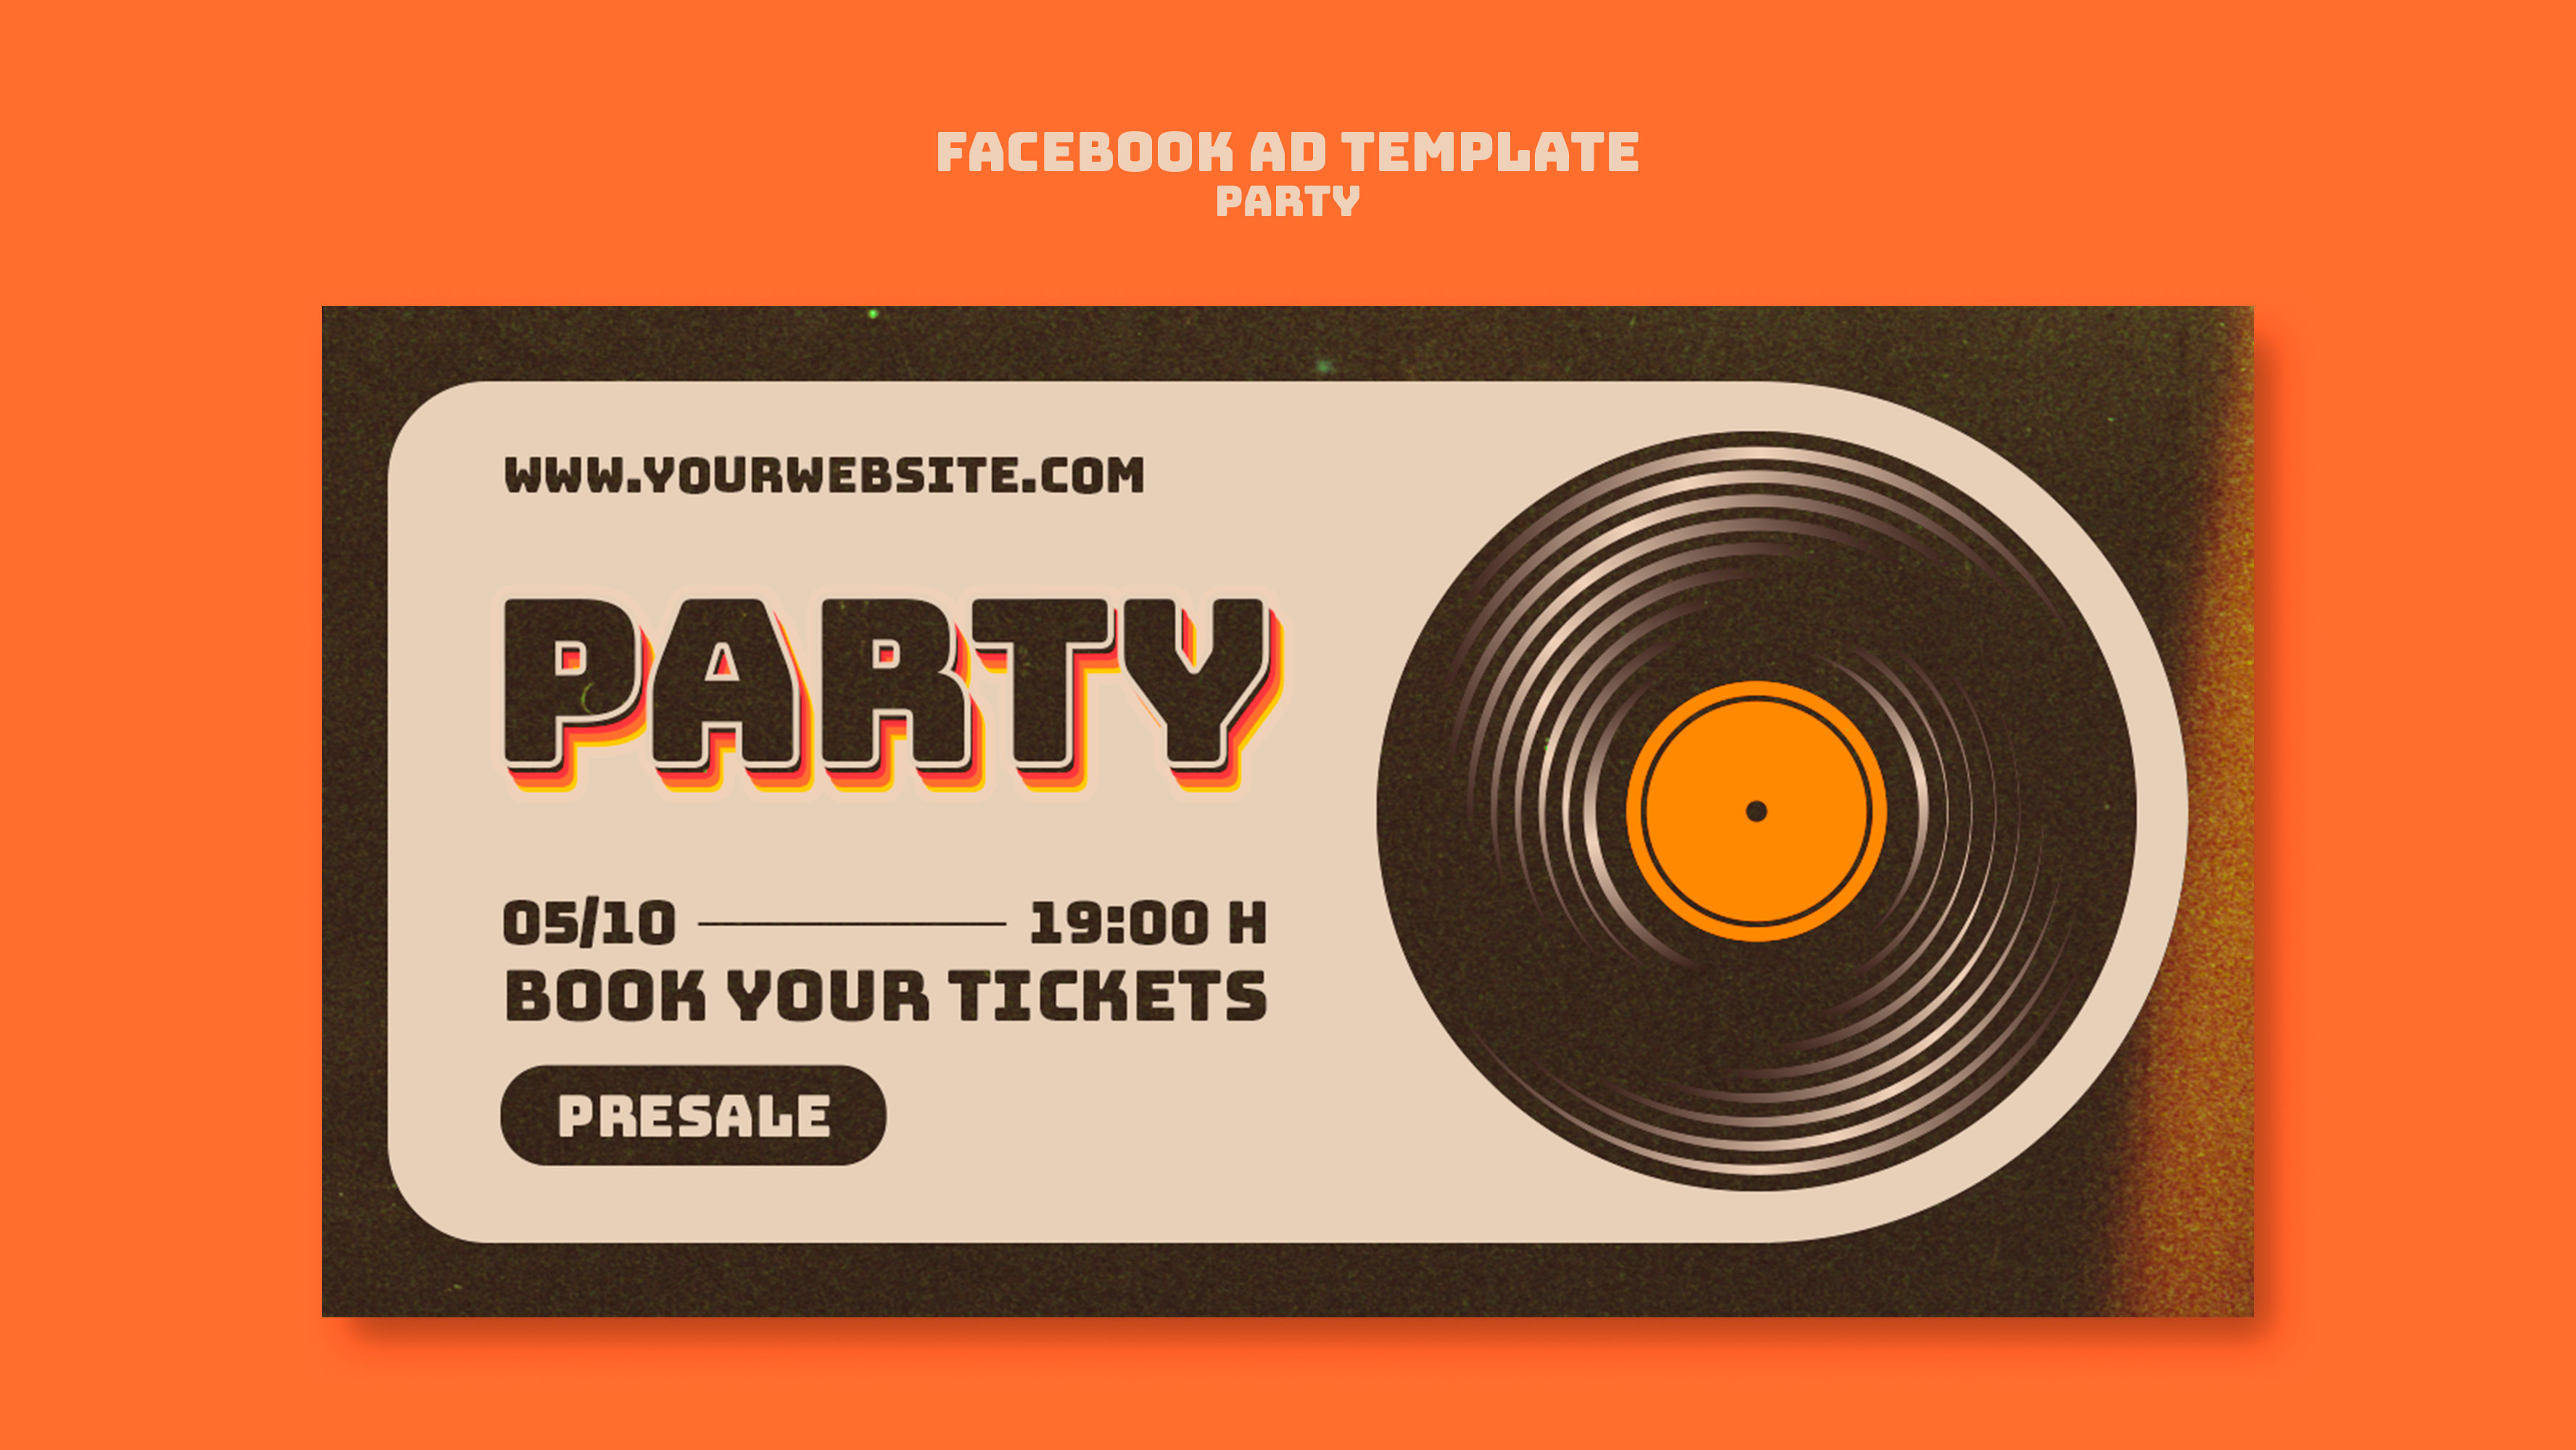 FACEBOOK AD TEMPLATE
PARTY
WWW.YOURWEBSITE.COM
PARTY
05/10 19:00 H
BOOK YOUR TICKETS
PRESALE